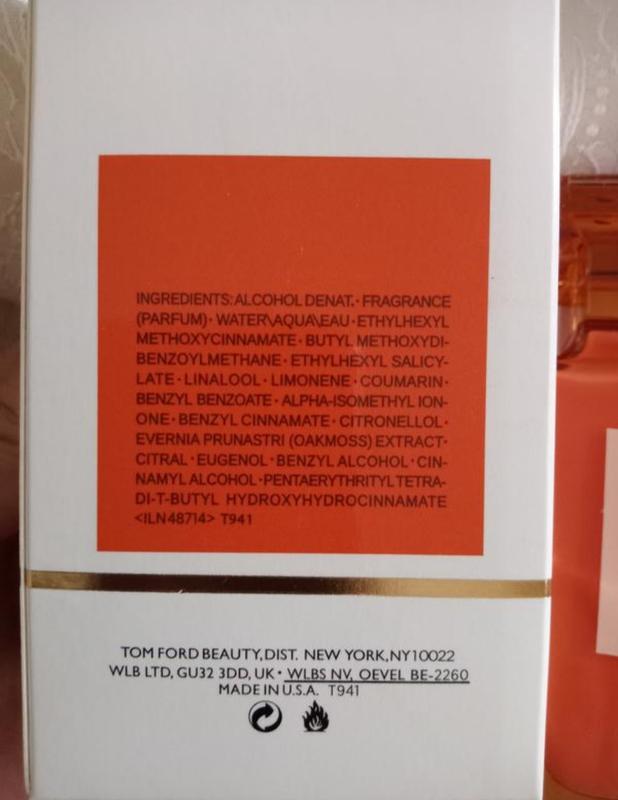 INGREDIENTS: ALCOHOL DENAT. • FRAGRANCE
(PARFUM) • WATER\AQUA\EAU • ETHYLHEXYL
METHOXYCINNAMATE • BUTYL METHOXYDI-
BENZOYLMETHANE • ETHYLHEXYL SALICY-
LATE • LINALOOL • LIMONENE • COUMARIN •
BENZYL BENZOATE • ALPHA-ISOMETHYL ION-
ONE • BENZYL CINNAMATE • CITRONELLOL •
EVERNIA PRUNASTRI (OAKMOSS) EXTRACT •
CITRAL • EUGENOL • BENZYL ALCOHOL • CIN-
NAMYL ALCOHOL • PENTAERYTHRITYL TETRA-
DI-T-BUTYL HYDROXYHYDROCINNAMATE
<ILN48714> T941
TOM FORD BEAUTY, DIST. NEW YORK, NY 10022
WLB LTD, GU32 3DD, UK • WLBS NV, OEVEL BE-2260
MADE IN U.S.A. T941